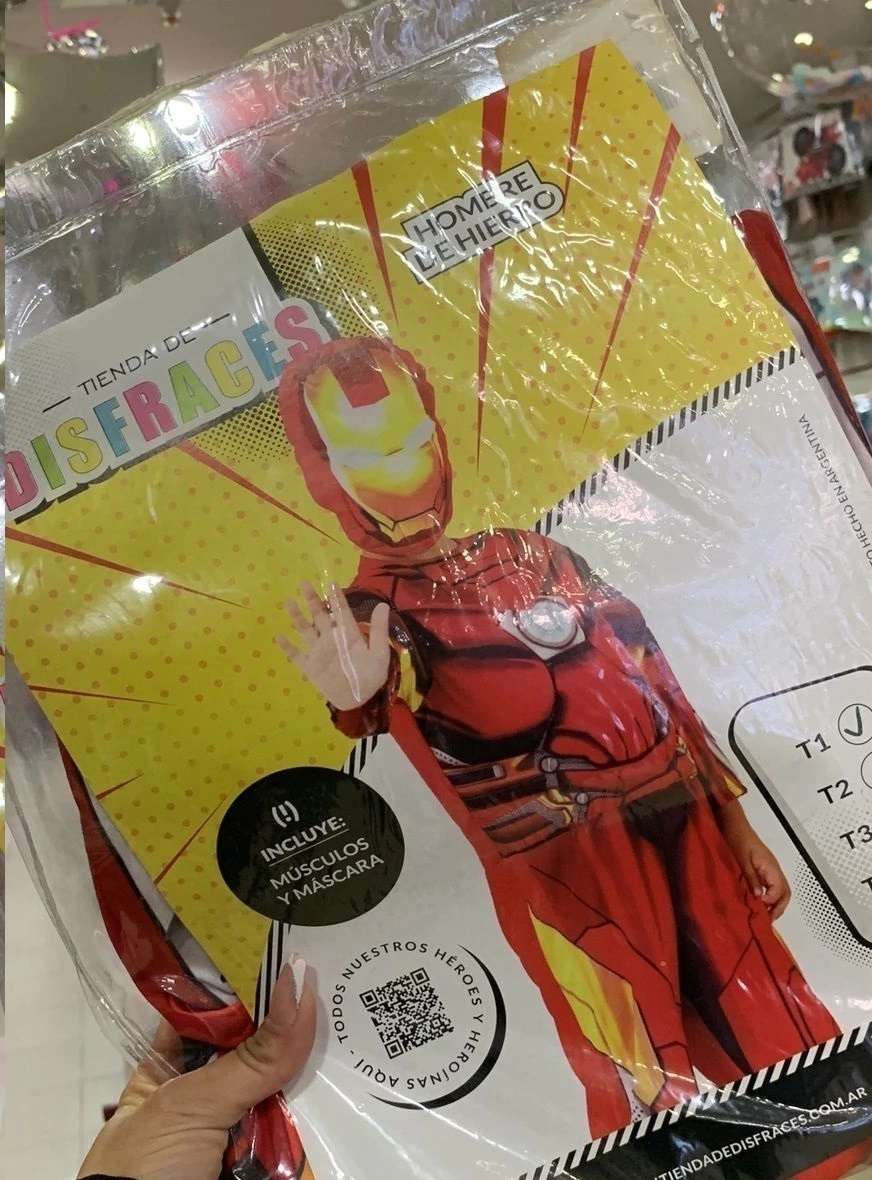 HOMBRE
DE HIERRO
TIENDA DE
DISFRACES
HECHO EN ARGENTINA
T1
T2
T3
(!)
INCLUYE:
MÚSCULOS
Y MÁSCARA
TODOS NUESTROS HÉROES Y HEROÍNAS AQUÍ -
TIENDADEDISFRACES.COM.AR